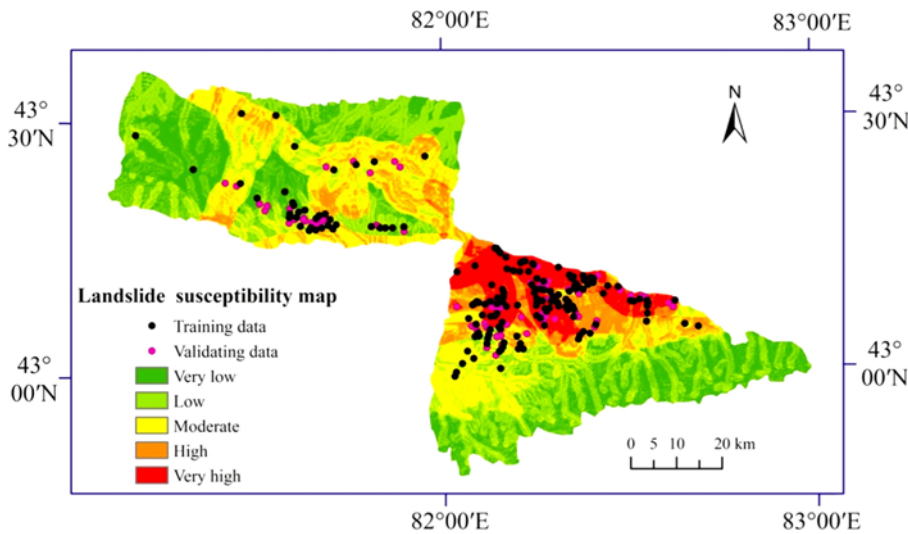 82°00′E
83°00′E
43°
30′N
43°
30′N
N
Landslide susceptibility map
Training data
Validating data
Very low
Low
Moderate
High
Very high
43°
00′N
43°
00′N
0 5 10 20 km
82°00′E
83°00′E